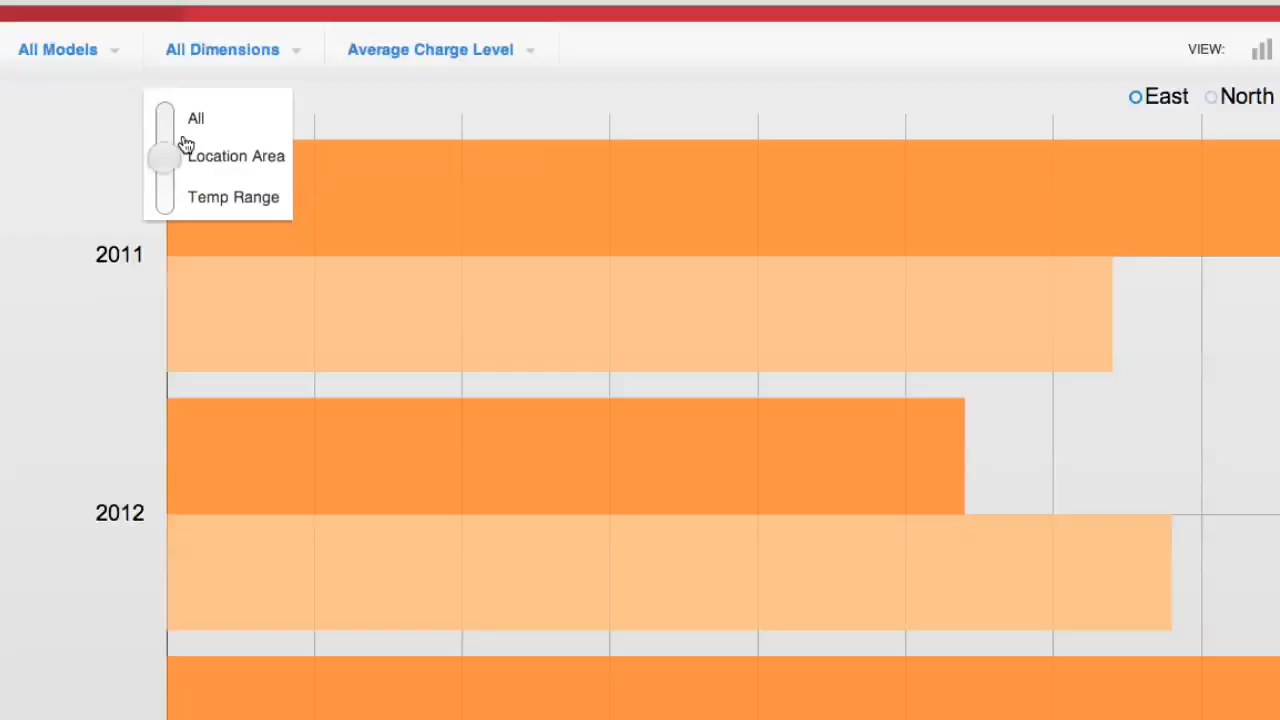 All Models
All Dimensions
Average Charge Level
VIEW:
East
North
All
Location Area
Temp Range
2011
2012